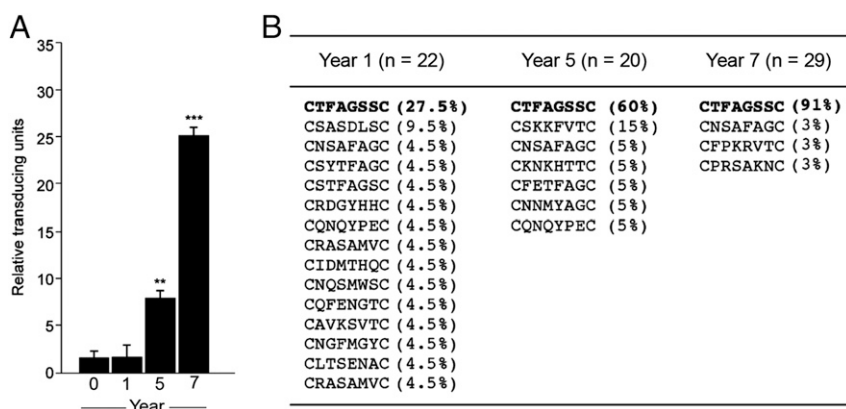 A
Relative transducing units
35
30
25
20
15
10
5
0
**
***
0 1 5 7
Year
B
Year 1 (n = 22) Year 5 (n = 20) Year 7 (n = 29)
CTFAGSSC (27.5%) CTFAGSSC (60%) CTFAGSSC (91%)
CSASDLSC (9.5%) CSKKFVTC (15%) CNSAFAGC (3%)
CNSAFAGC (4.5%) CNSAFAGC (5%) CFPKRVTC (3%)
CSYTFAGC (4.5%) CKNKHTTC (5%) CPRSAKNC (3%)
CSTFAGSC (4.5%) CFETFAGC (5%)
CRDGYHHC (4.5%) CNNMYAGC (5%)
CQNQYPEC (4.5%) CQNQYPEC (5%)
CRASAMVC (4.5%)
CIDMTHQC (4.5%)
CNQSMWSC (4.5%)
CQFENGTC (4.5%)
CAVKSVTC (4.5%)
CNGFMGYC (4.5%)
CLTSENAC (4.5%)
CRASAMVC (4.5%)